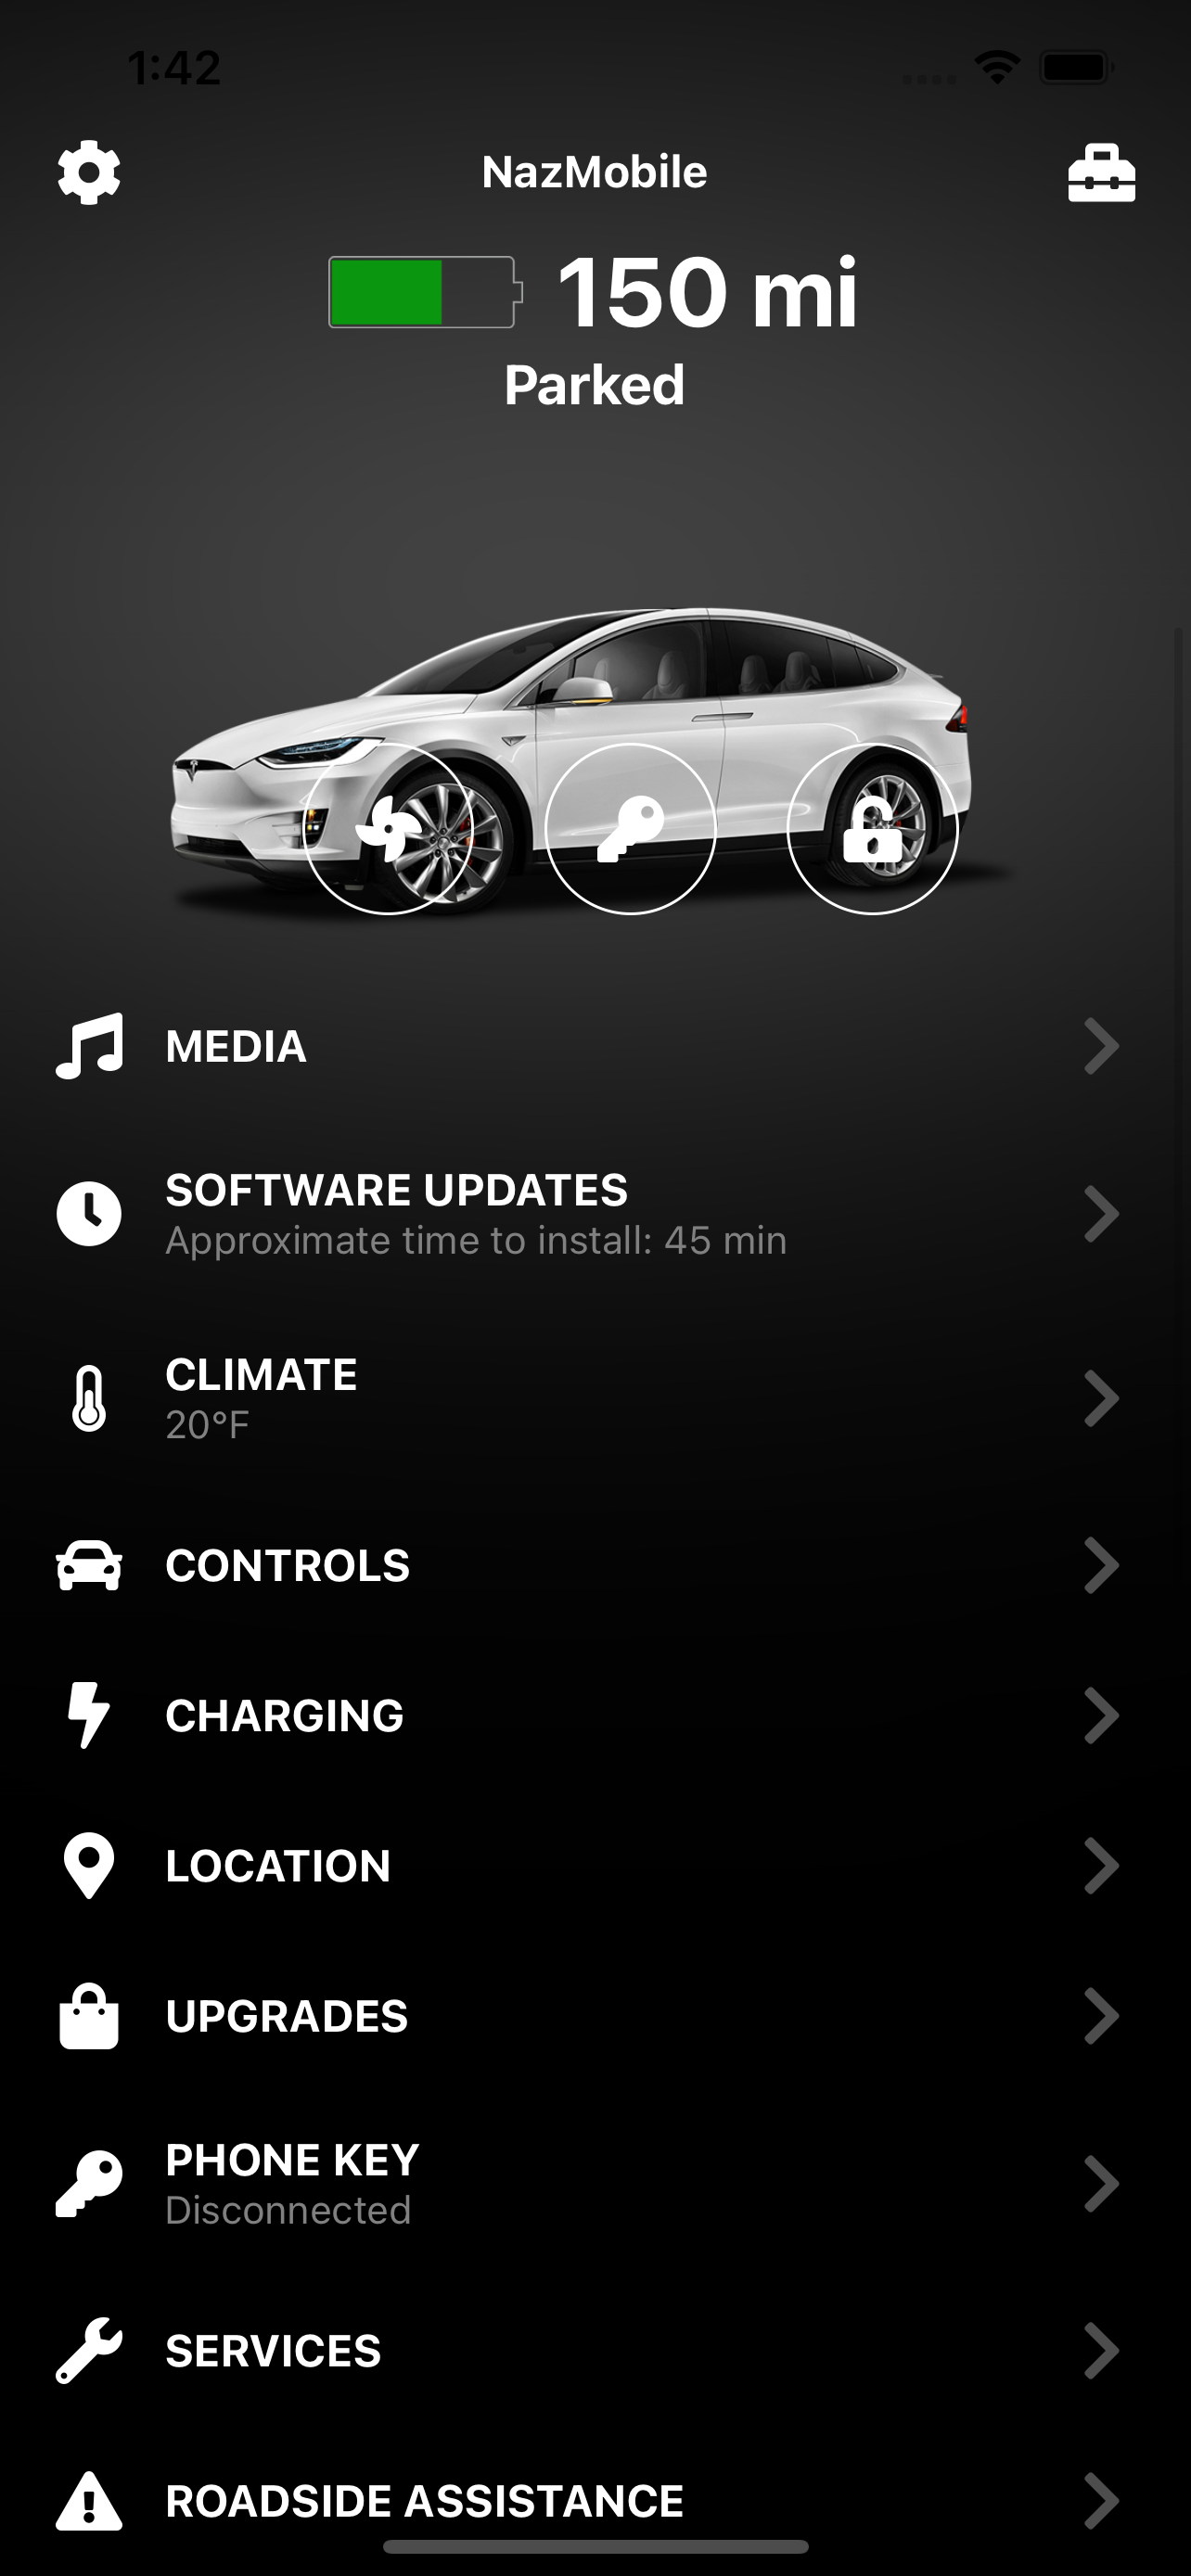 1:42
NazMobile
150 mi
Parked
MEDIA
SOFTWARE UPDATES
Approximate time to install: 45 min
CLIMATE
20°F
CONTROLS
CHARGING
LOCATION
UPGRADES
PHONE KEY
Disconnected
SERVICES
ROADSIDE ASSISTANCE